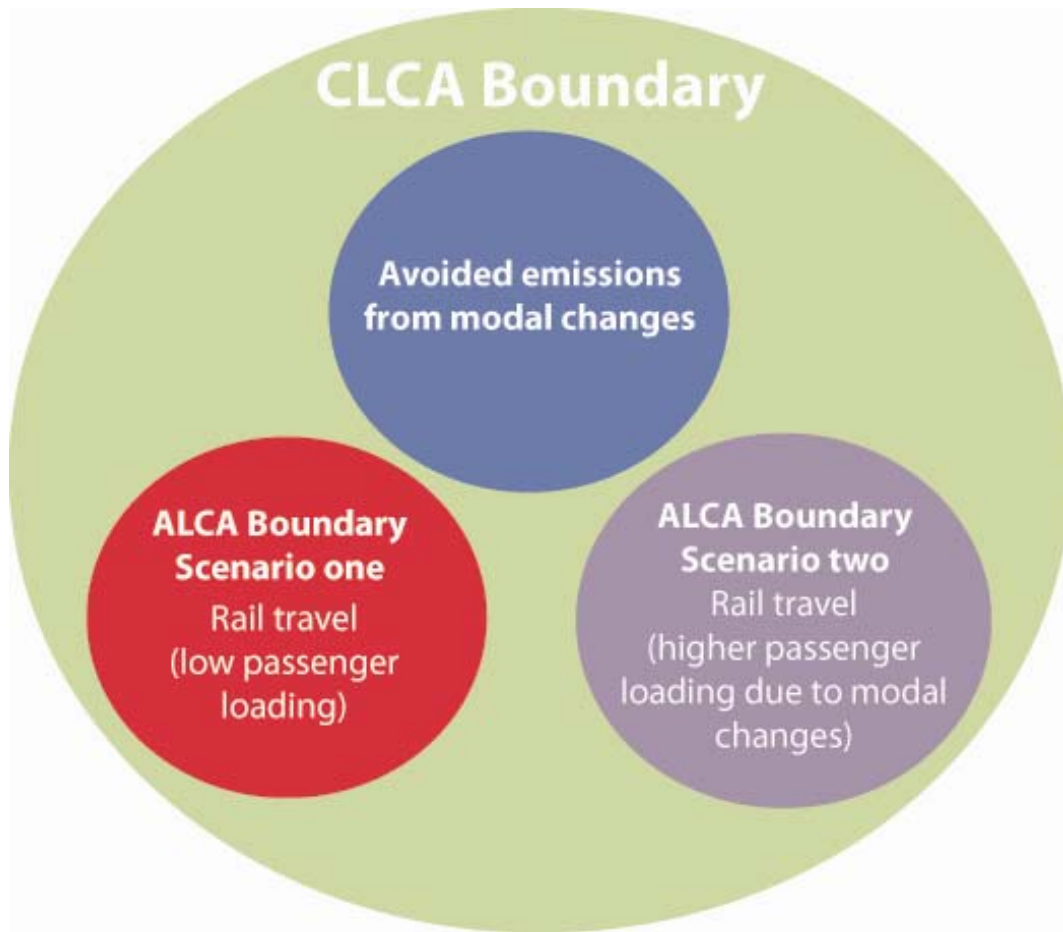 CLCA Boundary
Avoided emissions
from modal changes
ALCA Boundary
Scenario one
Rail travel
(low passenger
loading)
ALCA Boundary
Scenario two
Rail travel
(higher passenger
loading due to modal
changes)